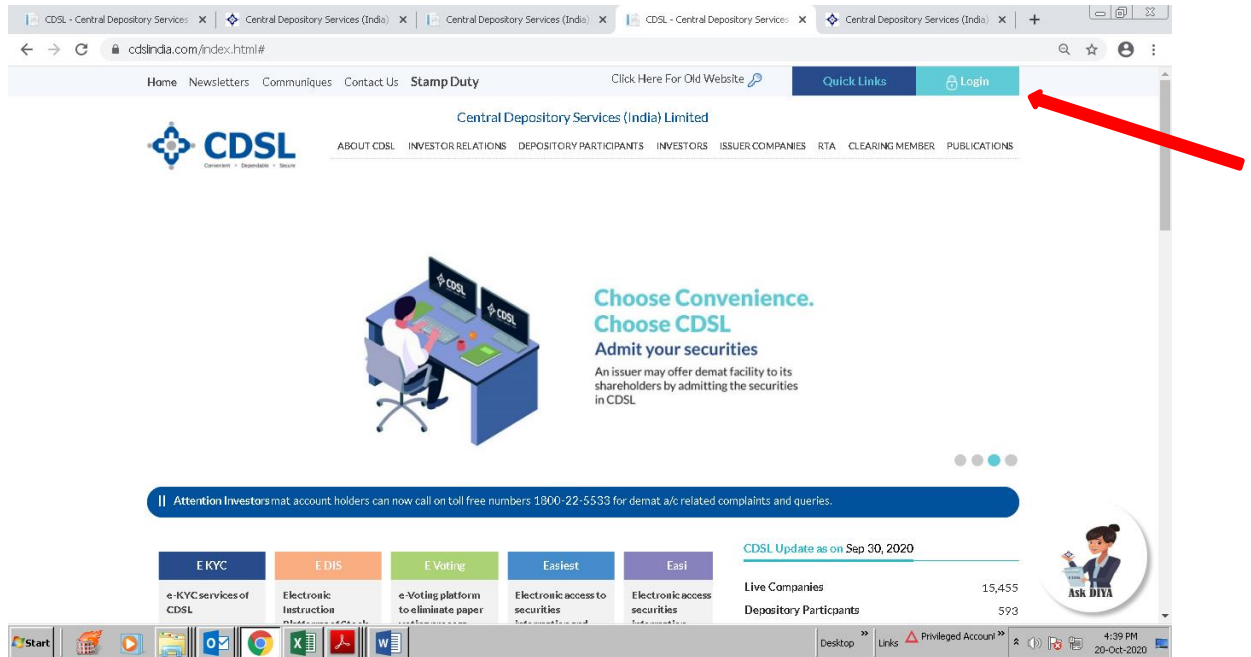 CDSL - Central Depository Services
Central Depository Services (India)
Central Depository Services (India)
CDSL - Central Depository Services
Central Depository Services (India)
cdslindia.com/index.html#
Home Newsletters Communiques Contact Us Stamp Duty
Click Here For Old Website
Quick Links
Login
Central Depository Services (India) Limited
CDSL
Convenient • Dependable • Secure
ABOUT CDSL INVESTOR RELATIONS DEPOSITORY PARTICIPANTS INVESTORS ISSUER COMPANIES RTA CLEARING MEMBER PUBLICATIONS
CDSL
CDSL
Choose Convenience.
Choose CDSL
Admit your securities
An issuer may offer demat facility to its
shareholders by admitting the securities
in CDSL
Attention Investors mat account holders can now call on toll free numbers 1800-22-5533 for demat a/c related complaints and queries.
E KYC
E DIS
E Voting
Easiest
Easi
e-KYC services of
CDSL
Electronic
Instruction
e-Voting platform
to eliminate paper
Electronic access to
securities
Electronic access
securities
CDSL Update as on Sep 30, 2020
Live Companies 15,455
Depository Particpants 593
ASK DIYA
Start
Desktop
Links
Privileged Account
4:39 PM
20-Oct-2020